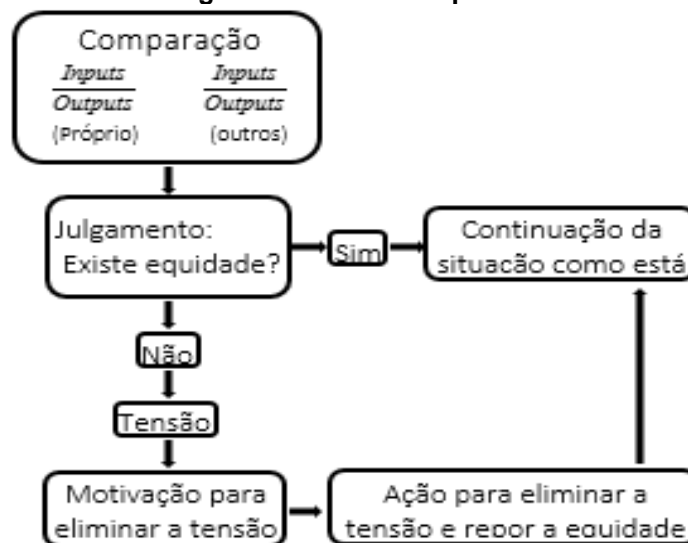 Comparação
Inputs Inputs
Outputs Outputs
(Próprio) (outros)
Julgamento:
Existe equidade?
Sim
Continuação da
situação como está
Não
Tensão
Motivação para
eliminar a tensão
Ação para eliminar a
tensão e repor a equidade